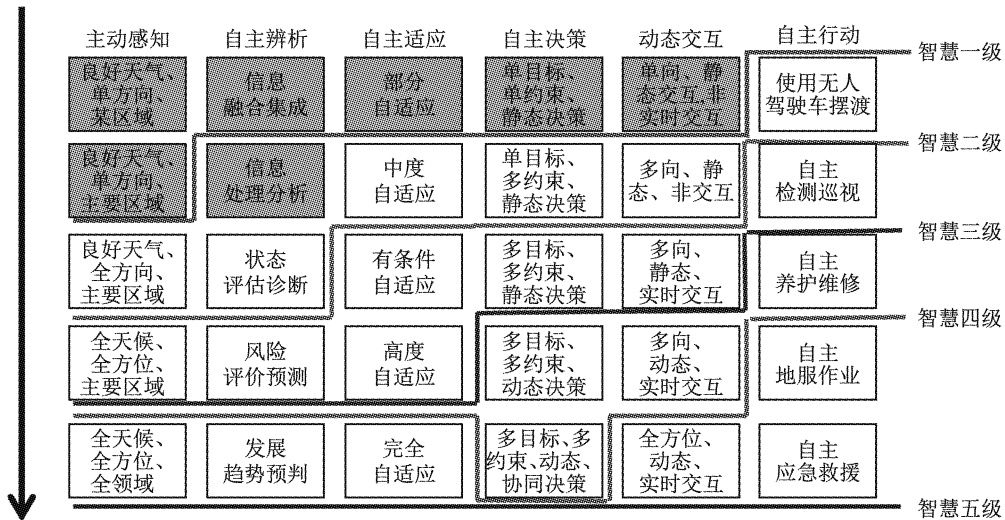 主动感知
自主辨析
自主适应
自主决策
动态交互
自主行动
智慧一级
良好天气、
单方向、
某区域
信息
融合集成
部分
自适应
单目标、
单约束、
静态决策
单向、静
态交互,非
实时交互
使用无人
驾驶车摆渡
智慧二级
良好天气、
单方向、
主要区域
信息
处理分析
中度
自适应
单目标、
多约束、
静态决策
多向、静
态、非交互
自主
检测巡视
智慧三级
良好天气、
全方向、
主要区域
状态
评估诊断
有条件
自适应
多目标、
多约束、
静态决策
多向、
静态、
实时交互
自主
养护维修
智慧四级
全天候、
全方位、
主要区域
风险
评价预测
高度
自适应
多目标、
多约束、
动态决策
多向、
动态、
实时交互
自主
地服作业
全天候、
全方位、
全领域
发展
趋势预判
完全
自适应
多目标、多
约束、动态、
协同决策
全方位、
动态、
实时交互
自主
应急救援
智慧五级